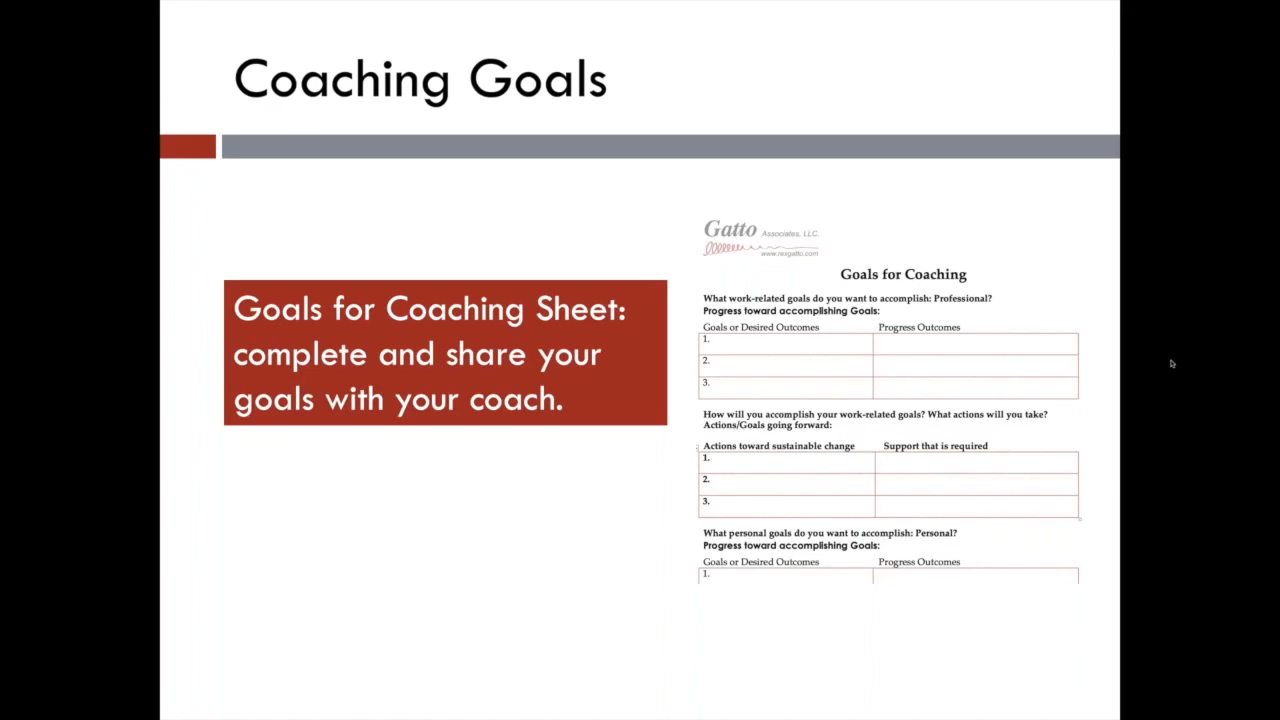 Coaching Goals
Goals for Coaching Sheet:
complete and share your
goals with your coach.
Gatto Associates, LLC.
www.rexgatto.com
Goals for Coaching
What work-related goals do you want to accomplish: Professional?
Progress toward accomplishing Goals:
Goals or Desired Outcomes Progress Outcomes
1.
2.
3.
How will you accomplish your work-related goals? What actions will you take?
Actions/Goals going forward:
Actions toward sustainable change Support that is required
1.
2.
3.
What personal goals do you want to accomplish: Personal?
Progress toward accomplishing Goals:
Goals or Desired Outcomes Progress Outcomes
1.